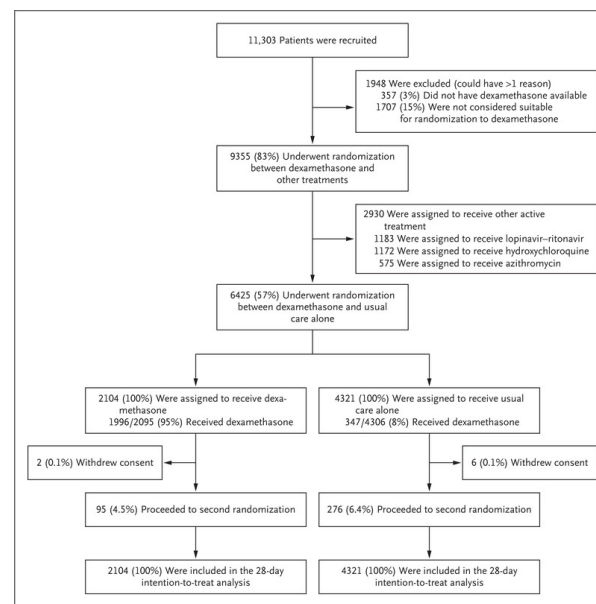 11,303 Patients were recruited
1948 Were excluded (could have >1 reason)
357 (3%) Did not have dexamethasone available
1707 (15%) Were not considered suitable
for randomization to dexamethasone
9355 (83%) Underwent randomization
between dexamethasone and
other treatments
2930 Were assigned to receive other active
treatment
1183 Were assigned to receive lopinavir–ritonavir
1172 Were assigned to receive hydroxychloroquine
575 Were assigned to receive azithromycin
6425 (57%) Underwent randomization
between dexamethasone and usual
care alone
2104 (100%) Were assigned to receive dexa-
methasone
1996/2095 (95%) Received dexamethasone
4321 (100%) Were assigned to receive usual
care alone
347/4306 (8%) Received dexamethasone
2 (0.1%) Withdrew consent
6 (0.1%) Withdrew consent
95 (4.5%) Proceeded to second randomization
276 (6.4%) Proceeded to second randomization
2104 (100%) Were included in the 28-day
intention-to-treat analysis
4321 (100%) Were included in the 28-day
intention-to-treat analysis